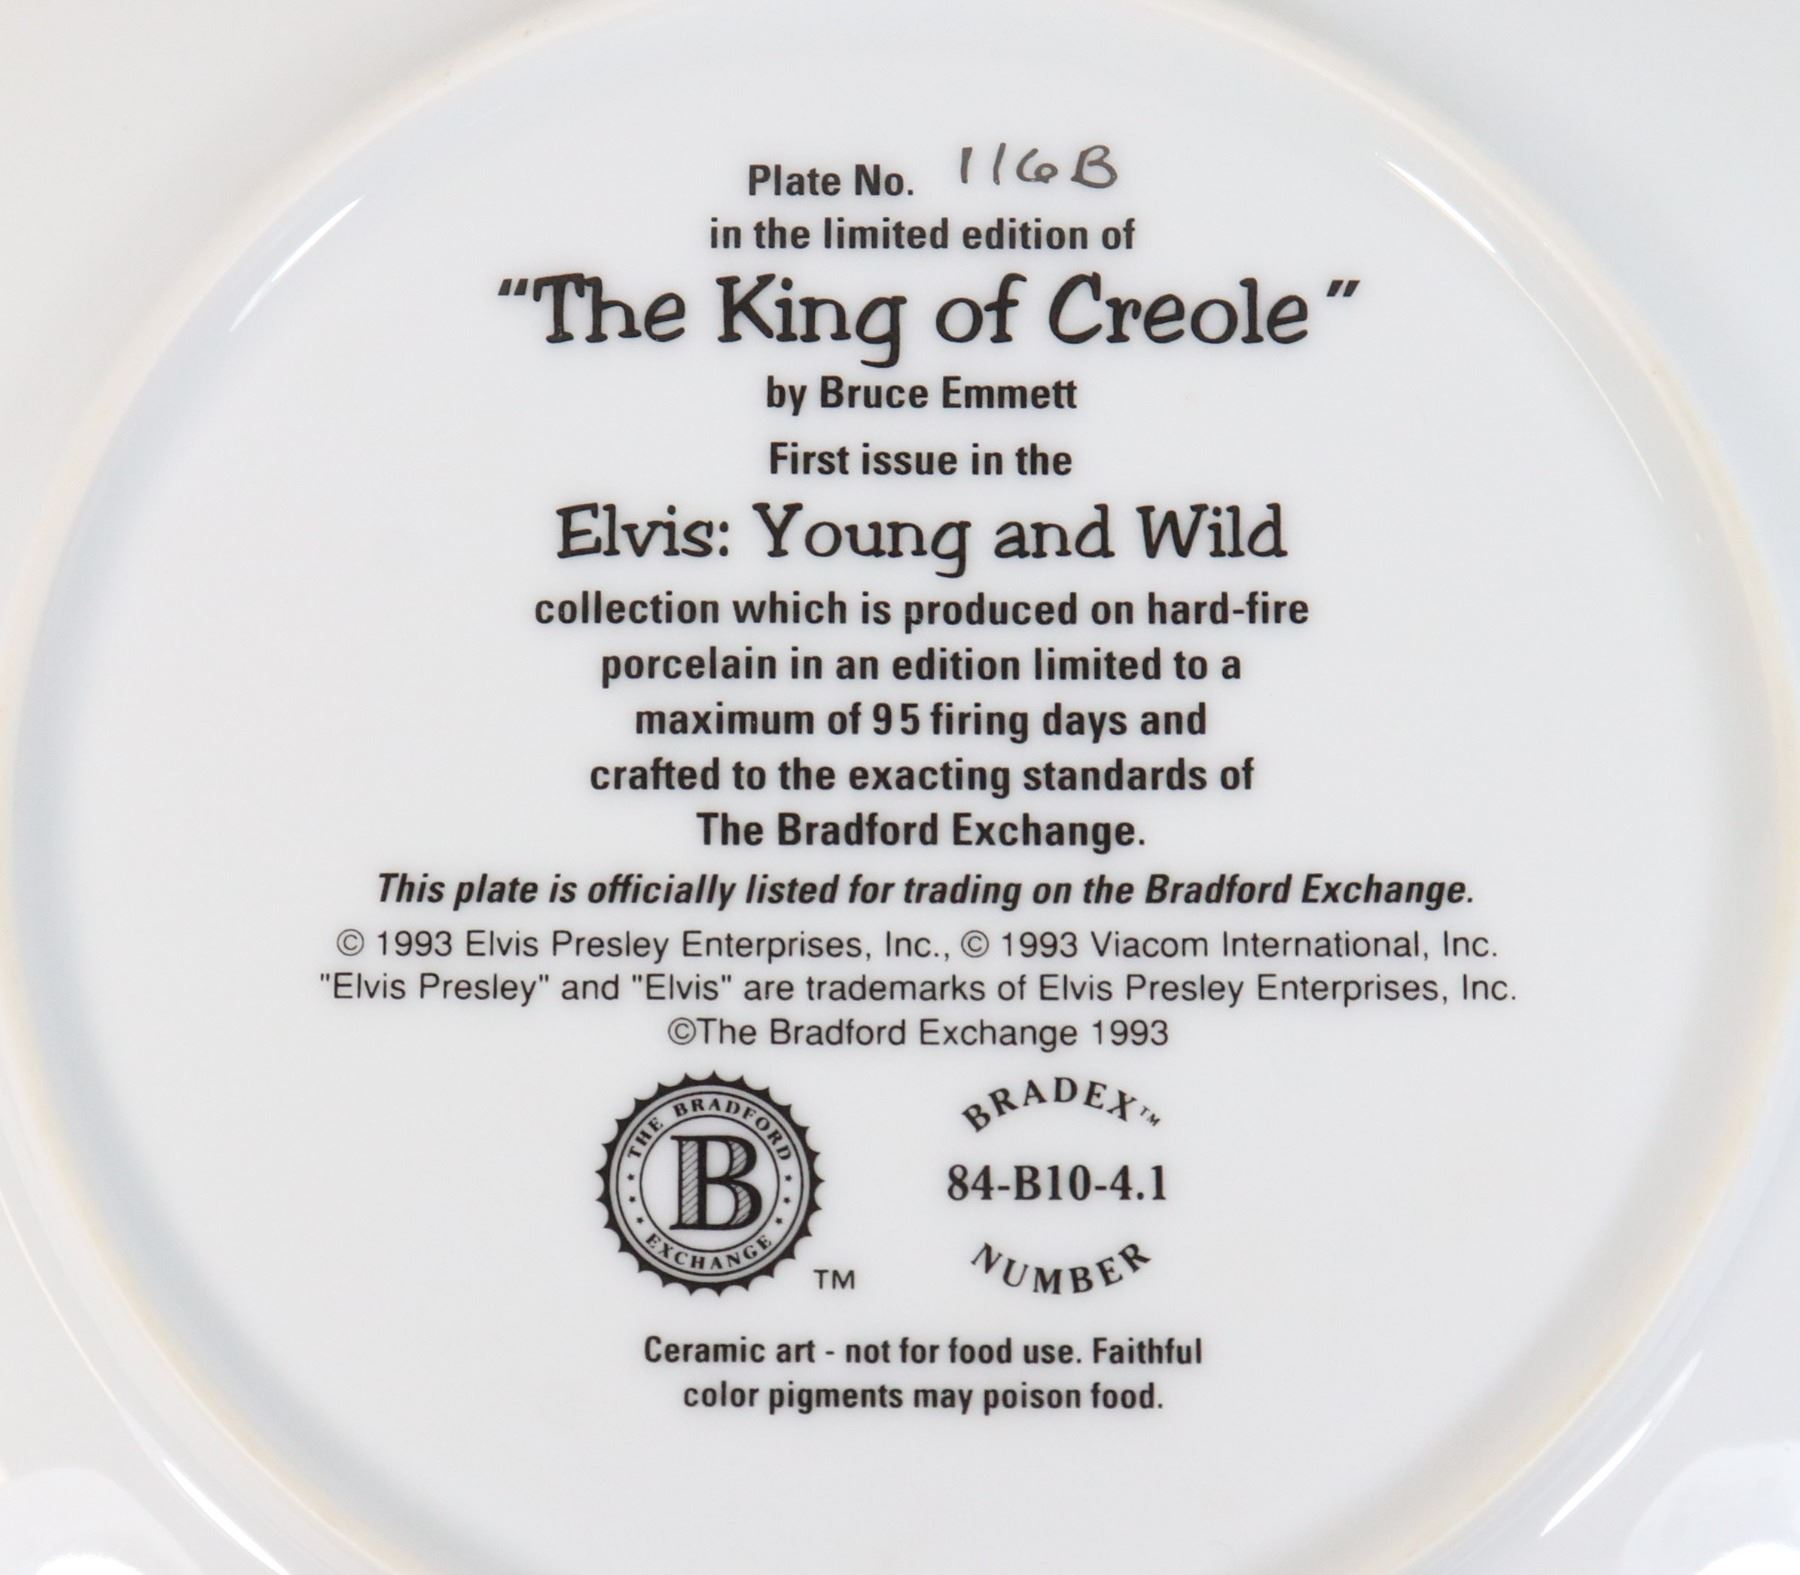 Plate No. 116B
in the limited edition of
"The King of Creole"
by Bruce Emmett
First issue in the
Elvis: Young and Wild
collection which is produced on hard-fire
porcelain in an edition limited to a
maximum of 95 firing days and
crafted to the exacting standards of
The Bradford Exchange.
This plate is officially listed for trading on the Bradford Exchange.
© 1993 Elvis Presley Enterprises, Inc., © 1993 Viacom International, Inc.
"Elvis Presley" and "Elvis" are trademarks of Elvis Presley Enterprises, Inc.
©The Bradford Exchange 1993
THE BRADFORD
B
EXCHANGE
TM
BRADEX™
84-B10-4.1
NUMBER
Ceramic art - not for food use. Faithful
color pigments may poison food.